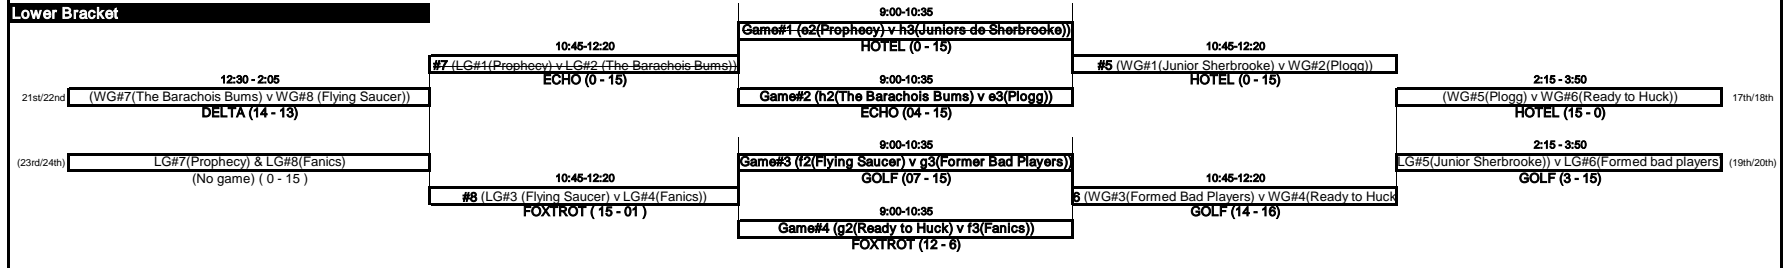 Lower Bracket
9:00-10:35
Game#1 (e2(Prophecy) v h3(Juniors de Sherbrooke))
HOTEL (0 - 15)
10:45-12:20
#7 (LG#1(Prophecy) v LG#2 (The Barachois Bums))
ECHO (0 - 15)
10:45-12:20
#5 (WG#1(Junior Sherbrooke) v WG#2(Plogg))
HOTEL (0 - 15)
12:30 - 2:05
21st/22nd (WG#7(The Barachois Bums) v WG#8 (Flying Saucer))
DELTA (14 - 13)
9:00-10:35
Game#2 (h2(The Barachois Bums) v e3(Plogg))
ECHO (04 - 15)
2:15 - 3:50
(WG#5(Plogg) v WG#6(Ready to Huck)) 17th/18th
HOTEL (15 - 0)
(23rd/24th) LG#7(Prophecy) & LG#8(Fanics)
(No game) ( 0 - 15 )
9:00-10:35
Game#3 (f2(Flying Saucer) v g3(Former Bad Players))
GOLF (07 - 15)
2:15 - 3:50
LG#5(Junior Sherbrooke)) v LG#6(Formed bad players (19th/20th)
GOLF (3 - 15)
10:45-12:20
#8 (LG#3 (Flying Saucer) v LG#4(Fanics))
FOXTROT ( 15 - 01 )
10:45-12:20
6 (WG#3(Formed Bad Players) v WG#4(Ready to Huck
GOLF (14 - 16)
9:00-10:35
Game#4 (g2(Ready to Huck) v f3(Fanics))
FOXTROT (12 - 6)